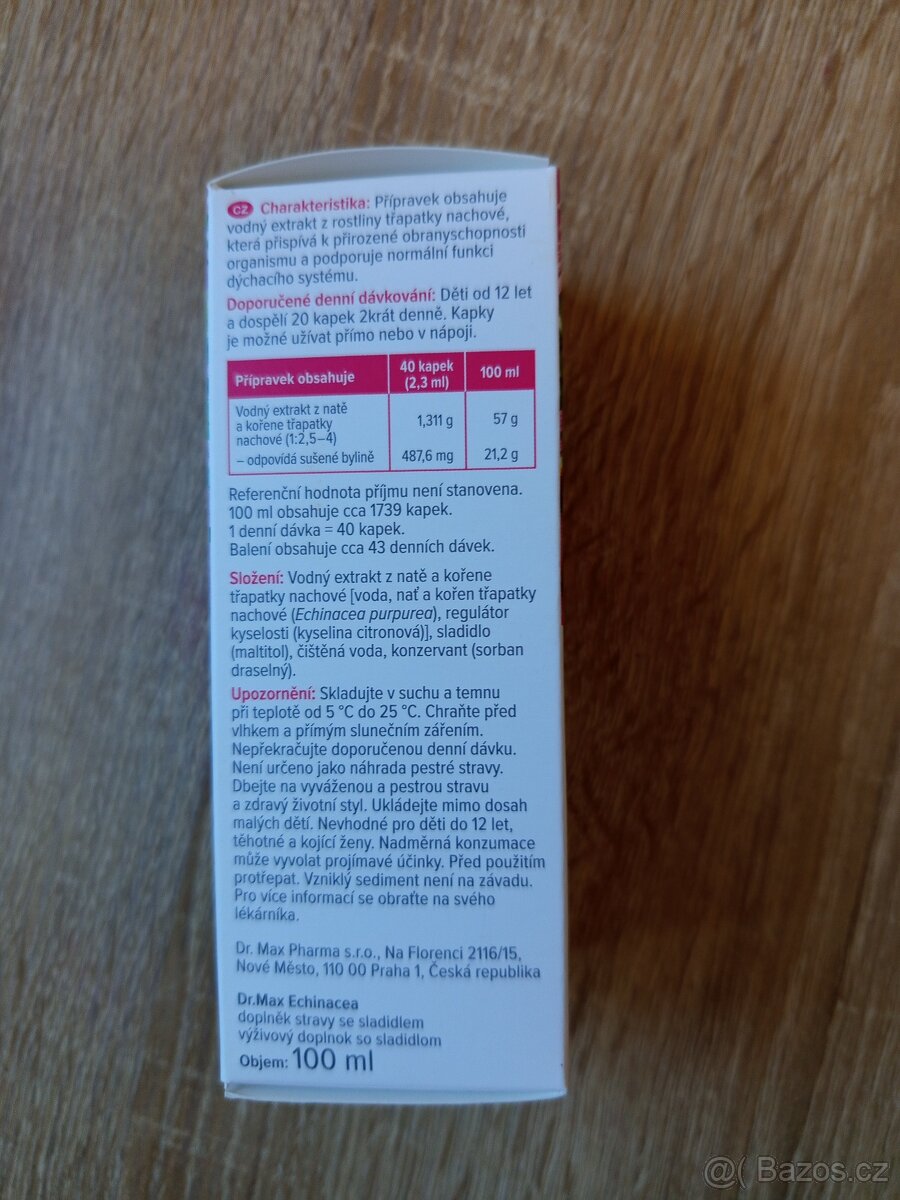 CZ Charakteristika: Přípravek obsahuje
vodný extrakt z rostliny třapatky nachové,
která přispívá k přirozené obranyschopnosti
organismu a podporuje normální funkci
dýchacího systému.
Doporučené denní dávkování: Děti od 12 let
a dospělí 20 kapek 2krát denně. Kapky
je možné užívat přímo nebo v nápoji.
Přípravek obsahuje 40 kapek (2,3 ml) 100 ml
Vodný extrakt z natě
a kořene třapatky 1,311 g 57 g
nachové (1:2,5–4)
– odpovídá sušené bylině 487,6 mg 21,2 g
Referenční hodnota příjmu není stanovena.
100 ml obsahuje cca 1739 kapek.
1 denní dávka = 40 kapek.
Balení obsahuje cca 43 denních dávek.
Složení: Vodný extrakt z natě a kořene
třapatky nachové [voda, nať a kořen třapatky
nachové (Echinacea purpurea), regulátor
kyselosti (kyselina citronová)], sladidlo
(maltitol), čištěná voda, konzervant (sorban
draselný).
Upozornění: Skladujte v suchu a temnu
při teplotě od 5 °C do 25 °C. Chraňte před
vlhkem a přímým slunečním zářením.
Nepřekračujte doporučenou denní dávku.
Není určeno jako náhrada pestré stravy.
Dbejte na vyváženou a pestrou stravu
a zdravý životní styl. Ukládejte mimo dosah
malých dětí. Nevhodné pro děti do 12 let,
těhotné a kojící ženy. Nadměrná konzumace
může vyvolat projímavé účinky. Před použitím
protřepat. Vzniklý sediment není na závadu.
Pro více informací se obraťte na svého
lékárníka.
Dr. Max Pharma s.r.o., Na Florenci 2116/15,
Nové Město, 110 00 Praha 1, Česká republika
Dr.Max Echinacea
doplněk stravy se sladidlem
výživový doplnok so sladidlom
Objem: 100 ml
@( Bazos.cz